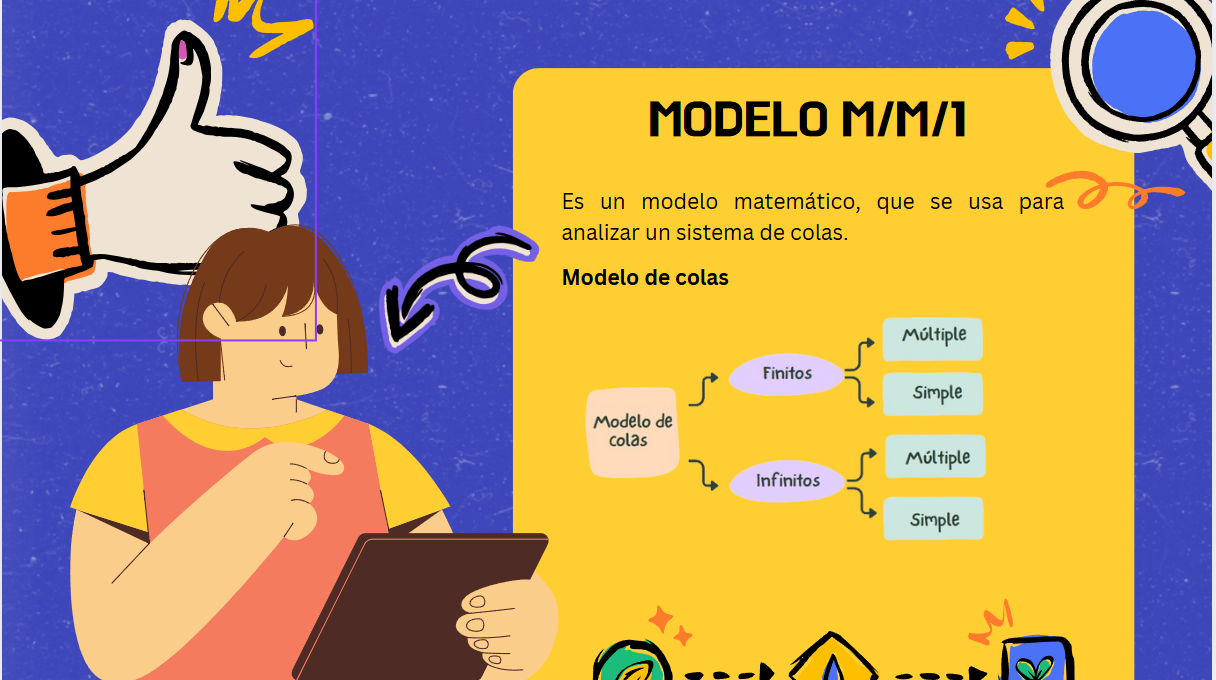 MODELO M/M/1
Es un modelo matemático, que se usa para
analizar un sistema de colas.
Modelo de colas
Modelo de
colas
Finitos
Múltiple
Simple
Infinitos
Múltiple
Simple